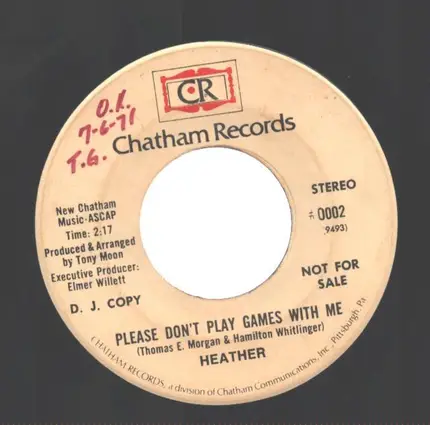 CR
O.K.
7-6-71
T.G.
Chatham Records
New Chatham
Music-ASCAP
Time: 2:17
Produced & Arranged
by Tony Moon
Executive Producer:
Elmer Willett
D. J. COPY
STEREO
# 0002
(9493)
NOT FOR
SALE
PLEASE DON'T PLAY GAMES WITH ME
(Thomas E. Morgan & Hamilton Whitlinger)
HEATHER
CHATHAM RECORDS, a division of Chatham Communications, Inc - Pittsburgh, Pa